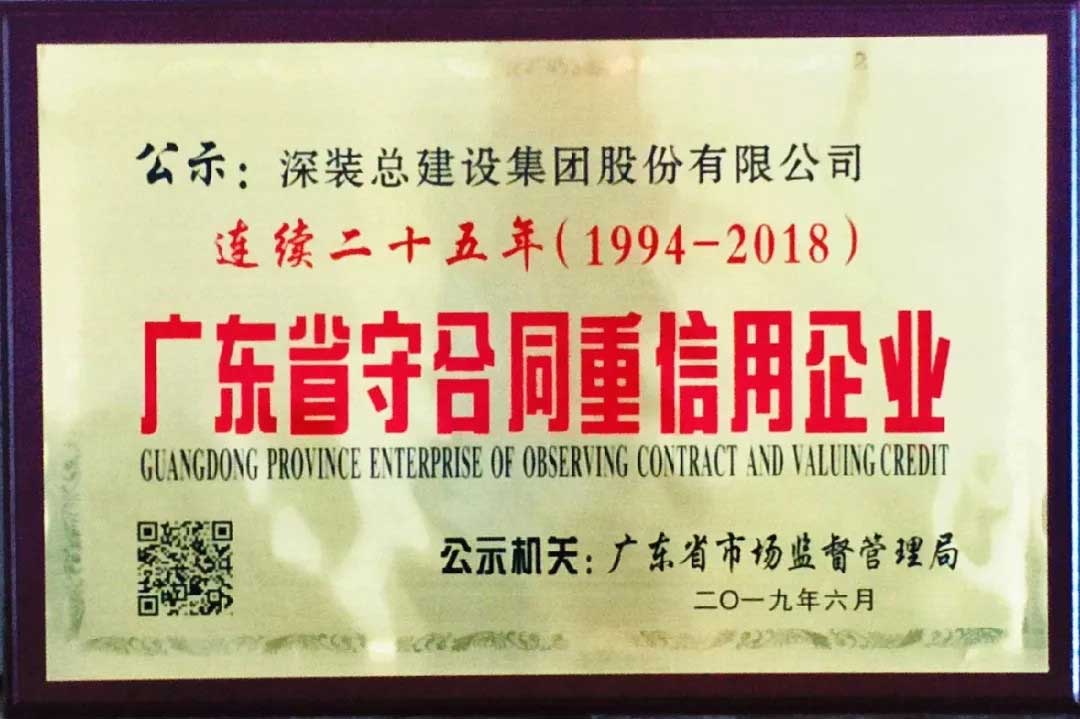 公示：深装总建设集团股份有限公司
连续二十五年(1994-2018)
广东省守合同重信用企业
GUANGDONG PROVINCE ENTERPRISE OF OBSERVING CONTRACT AND VALUING CREDIT
公示机关：广东省市场监督管理局
二〇一九年六月